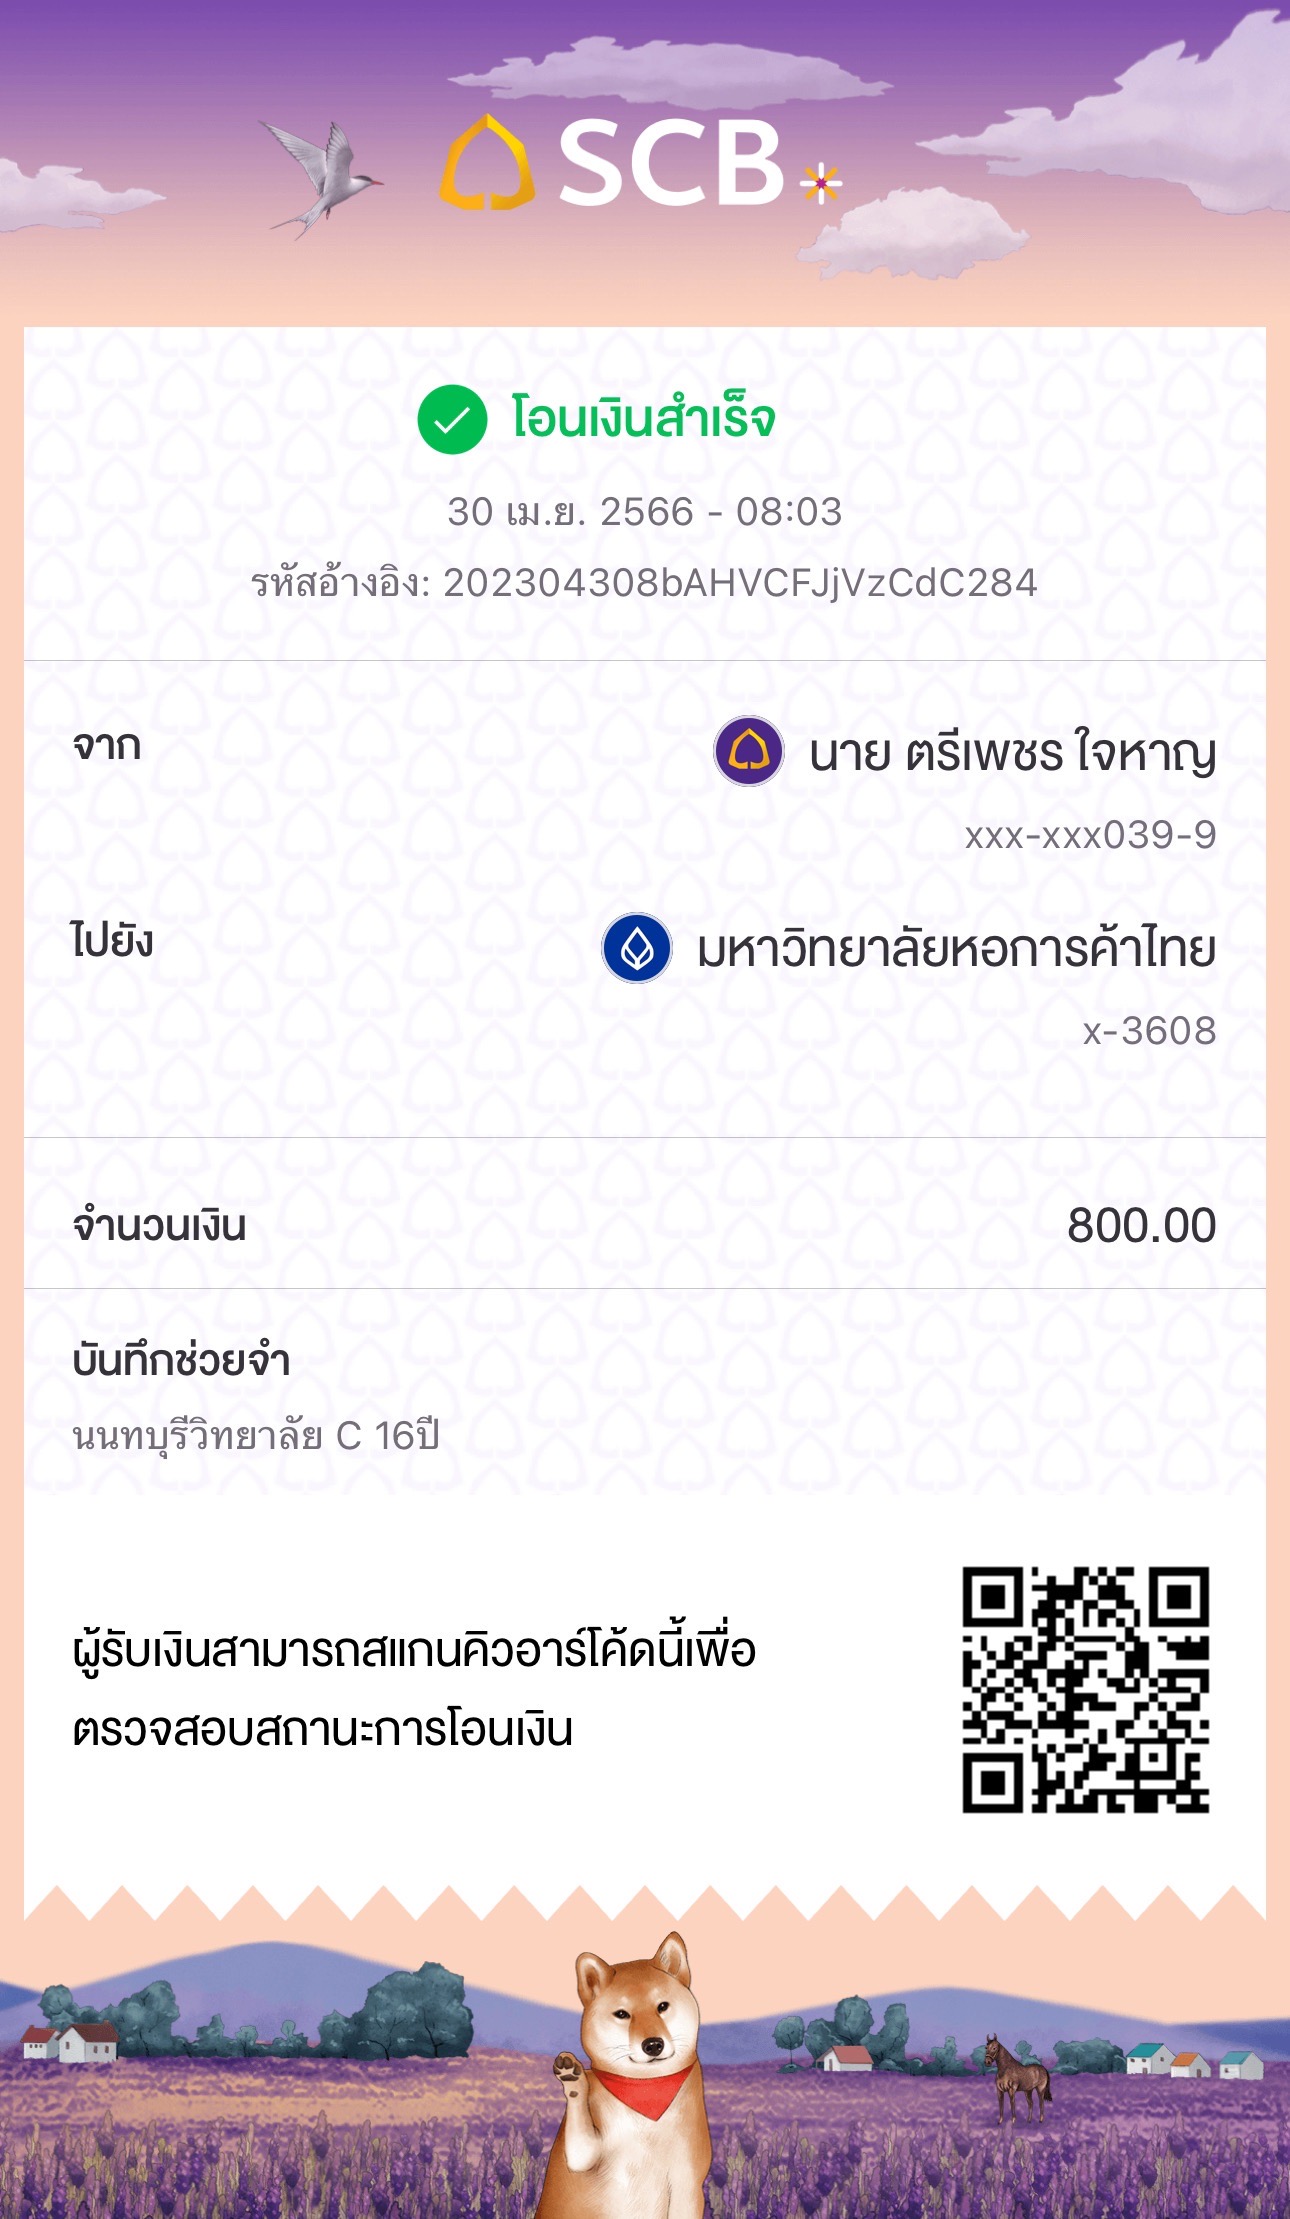 SCB
โอนเงินสำเร็จ
30 เม.ย. 2566 - 08:03
รหัสอ้างอิง: 202304308bAHVCFJjVzCdC284
จาก
นาย ตรีเพชร ใจหาญ
xxx-xxx039-9
ไปยัง
มหาวิทยาลัยหอการค้าไทย
x-3608
จำนวนเงิน
800.00
บันทึกช่วยจำ
นนทบุรีวิทยาลัย C 16ปี
ผู้รับเงินสามารถสแกนคิวอาร์โค้ดนี้เพื่อ
ตรวจสอบสถานะการโอนเงิน